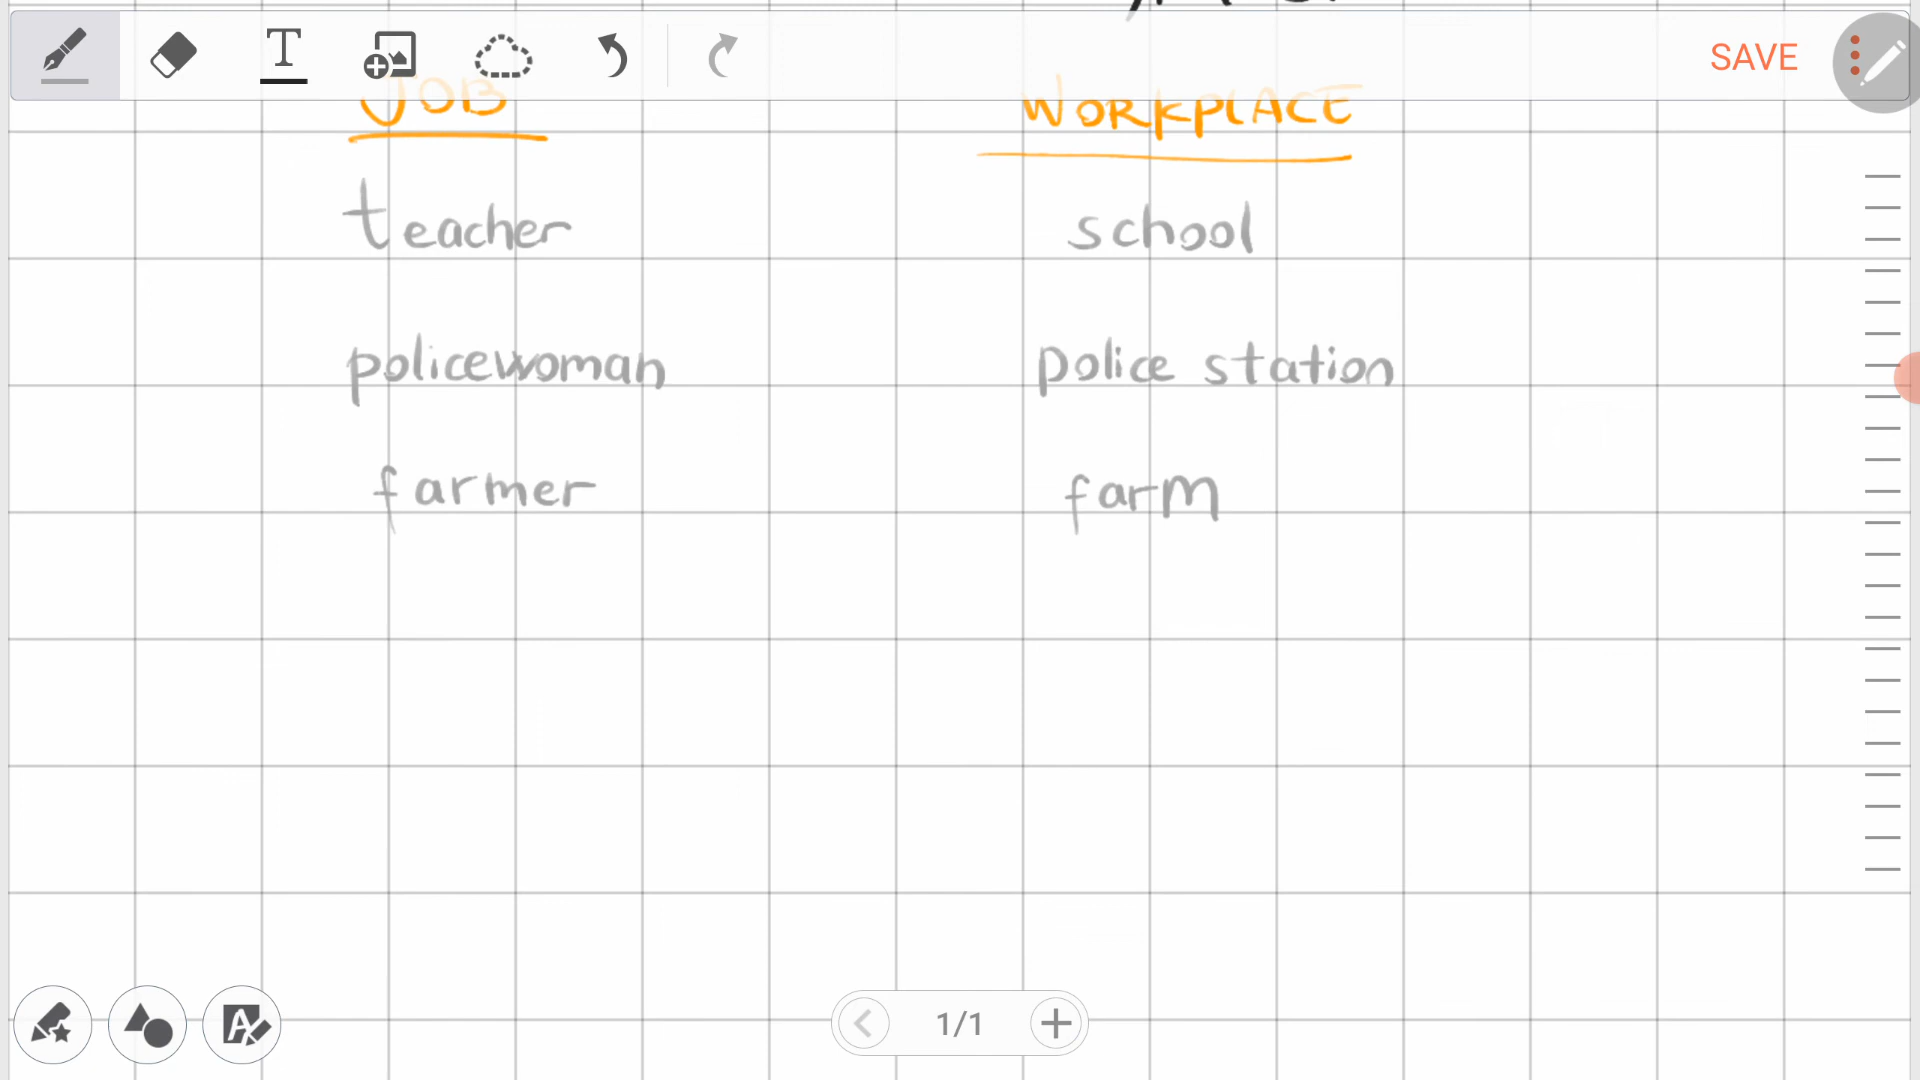 T
SAVE
JOB WORKPLACE
teacher school
policewoman police station
farmer farm
1/1